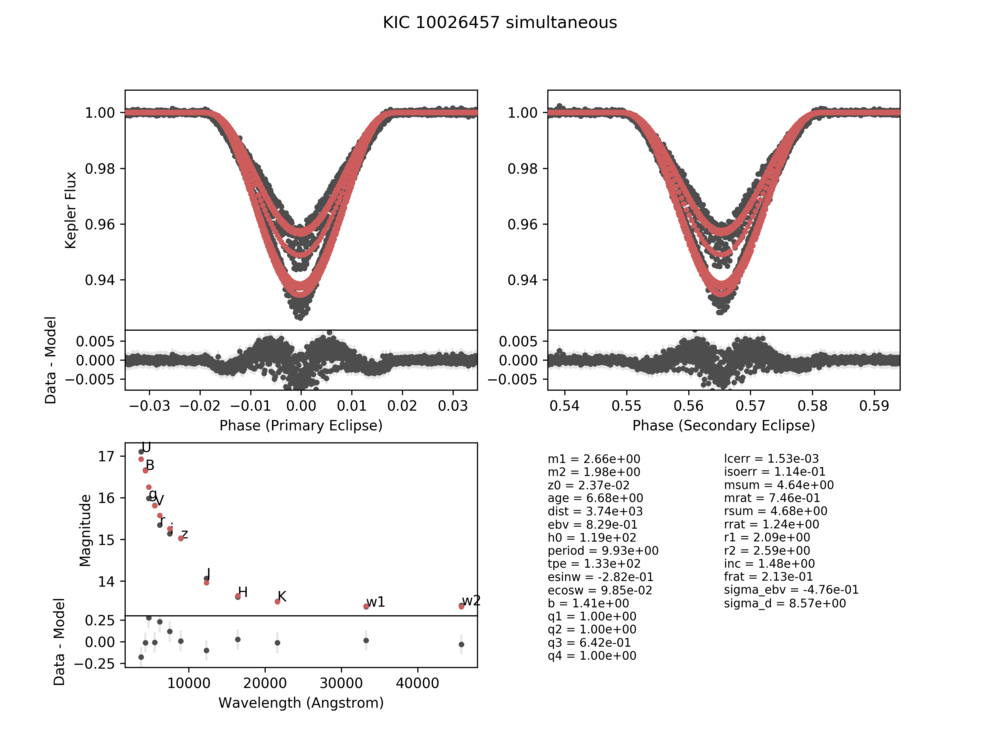 KIC 10026457 simultaneous
1.00
0.98
0.96
0.94
Kepler Flux
0.005
0.000
−0.005
Data - Model
−0.03 −0.02 −0.01 0.00 0.01 0.02 0.03
Phase (Primary Eclipse)
1.00
0.98
0.96
0.94
0.005
0.000
−0.005
0.54 0.55 0.56 0.57 0.58 0.59
Phase (Secondary Eclipse)
17
16
15
14
Magnitude
U
B
g
V
r
i
z
J
H
K
w1
w2
0.25
0.00
−0.25
Data - Model
10000 20000 30000 40000
Wavelength (Angstrom)
m1 = 2.66e+00
m2 = 1.98e+00
z0 = 2.37e-02
age = 6.68e+00
dist = 3.74e+03
ebv = 8.29e-01
h0 = 1.19e+02
period = 9.93e+00
tpe = 1.33e+02
esinw = -2.82e-01
ecosw = 9.85e-02
b = 1.41e+00
q1 = 1.00e+00
q2 = 1.00e+00
q3 = 6.42e-01
q4 = 1.00e+00
lcerr = 1.53e-03
isoerr = 1.14e-01
msum = 4.64e+00
mrat = 7.46e-01
rsum = 4.68e+00
rrat = 1.24e+00
r1 = 2.09e+00
r2 = 2.59e+00
inc = 1.48e+00
frat = 2.13e-01
sigma_ebv = -4.76e-01
sigma_d = 8.57e+00